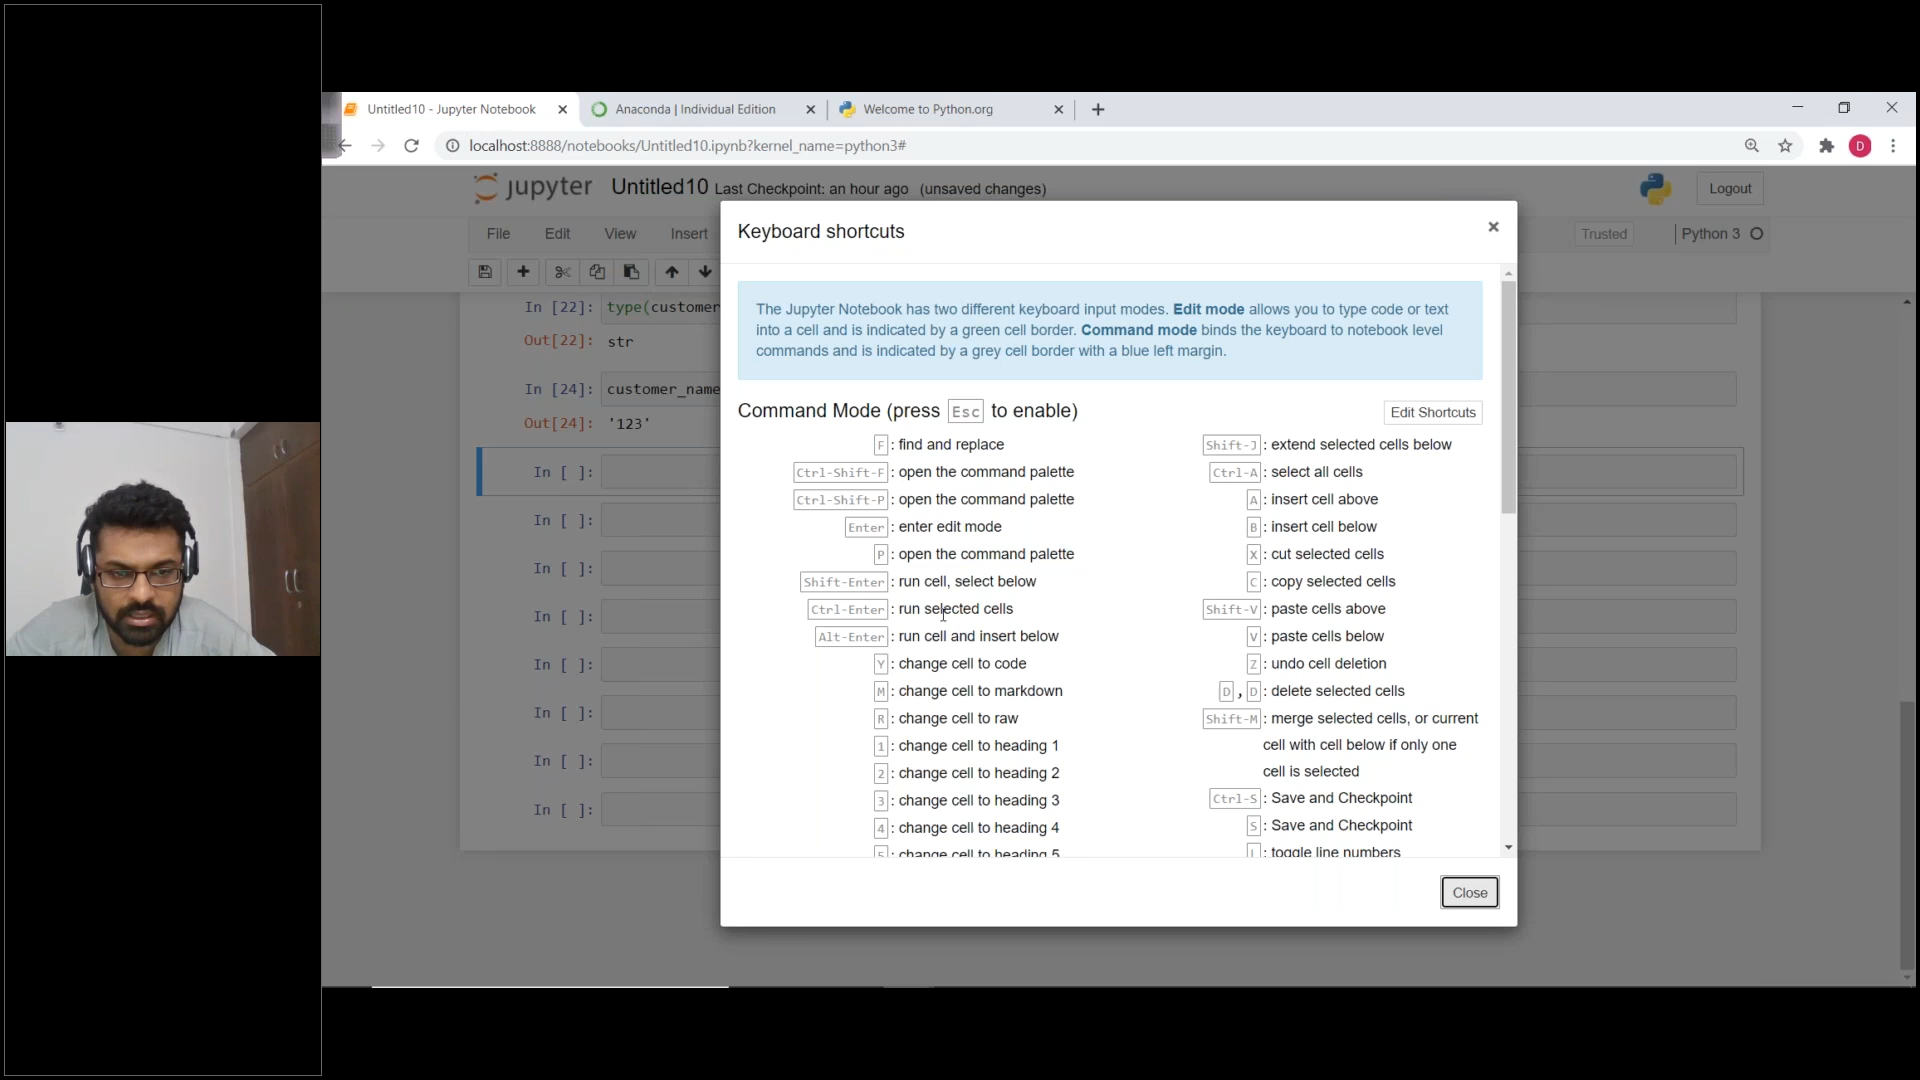 Untitled10 - Jupyter Notebook
Anaconda | Individual Edition
Welcome to Python.org
localhost:8888/notebooks/Untitled10.ipynb?kernel_name=python3#
D
jupyter Untitled10 Last Checkpoint: an hour ago (unsaved changes)
Logout
File Edit View Insert
Trusted
Python 3
In [22]: type(customer
Out[22]: str
In [24]: customer_name
Out[24]: '123'
In [ ]:
In [ ]:
In [ ]:
In [ ]:
In [ ]:
In [ ]:
In [ ]:
In [ ]:
Keyboard shortcuts
The Jupyter Notebook has two different keyboard input modes. Edit mode allows you to type code or text
into a cell and is indicated by a green cell border. Command mode binds the keyboard to notebook level
commands and is indicated by a grey cell border with a blue left margin.
Command Mode (press Esc to enable)
Edit Shortcuts
F : find and replace
Ctrl-Shift-F : open the command palette
Ctrl-Shift-P : open the command palette
Enter : enter edit mode
P : open the command palette
Shift-Enter : run cell, select below
Ctrl-Enter : run selected cells
Alt-Enter : run cell and insert below
Y : change cell to code
M : change cell to markdown
R : change cell to raw
1 : change cell to heading 1
2 : change cell to heading 2
3 : change cell to heading 3
4 : change cell to heading 4
5 : change cell to heading 5
Shift-J : extend selected cells below
Ctrl-A : select all cells
A : insert cell above
B : insert cell below
X : cut selected cells
C : copy selected cells
Shift-V : paste cells above
V : paste cells below
Z : undo cell deletion
D , D : delete selected cells
Shift-M : merge selected cells, or current
cell with cell below if only one
cell is selected
Ctrl-S : Save and Checkpoint
S : Save and Checkpoint
L : toggle line numbers
Close